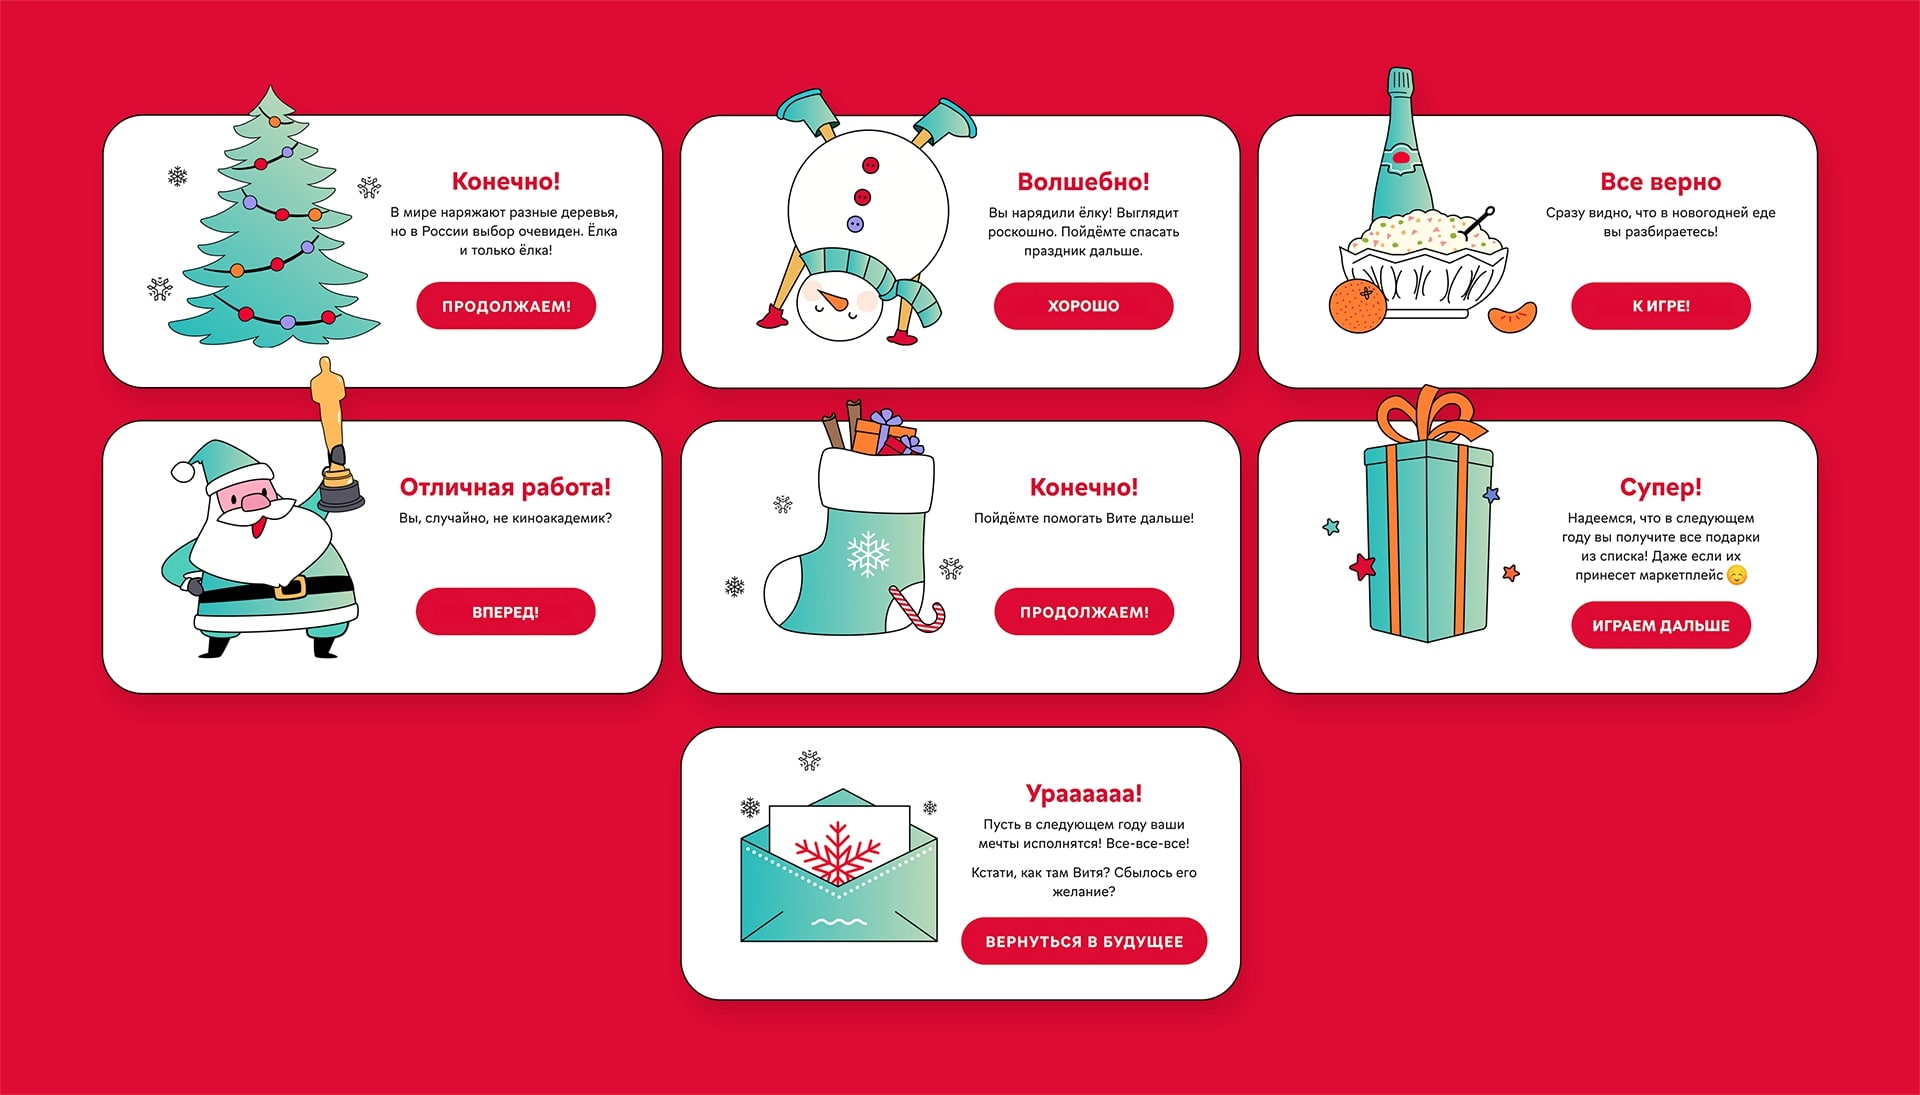 Конечно!
В мире наряжают разные деревья,
но в России выбор очевиден. Ёлка
и только ёлка!
ПРОДОЛЖАЕМ!
Волшебно!
Вы нарядили ёлку! Выглядит
роскошно. Пойдёмте спасать
праздник дальше.
ХОРОШО
Все верно
Сразу видно, что в новогодней еде
вы разбираетесь!
К ИГРЕ!
Отличная работа!
Вы, случайно, не киноакадемик?
ВПЕРЕД!
Конечно!
Пойдёмте помогать Вите дальше!
ПРОДОЛЖАЕМ!
Супер!
Надеемся, что в следующем
году вы получите все подарки
из списка! Даже если их
принесет маркетплейс 😊
ИГРАЕМ ДАЛЬШЕ
Ураааааа!
Пусть в следующем году ваши
мечты исполнятся! Все-все-все!
Кстати, как там Витя? Сбылось его
желание?
ВЕРНУТЬСЯ В БУДУЩЕЕ